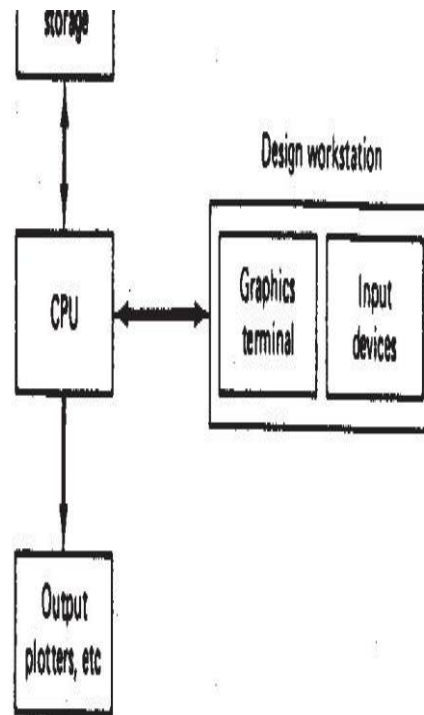 storage
Design workstation
CPU
Graphics
terminal
Input
devices
Output
plotters, etc